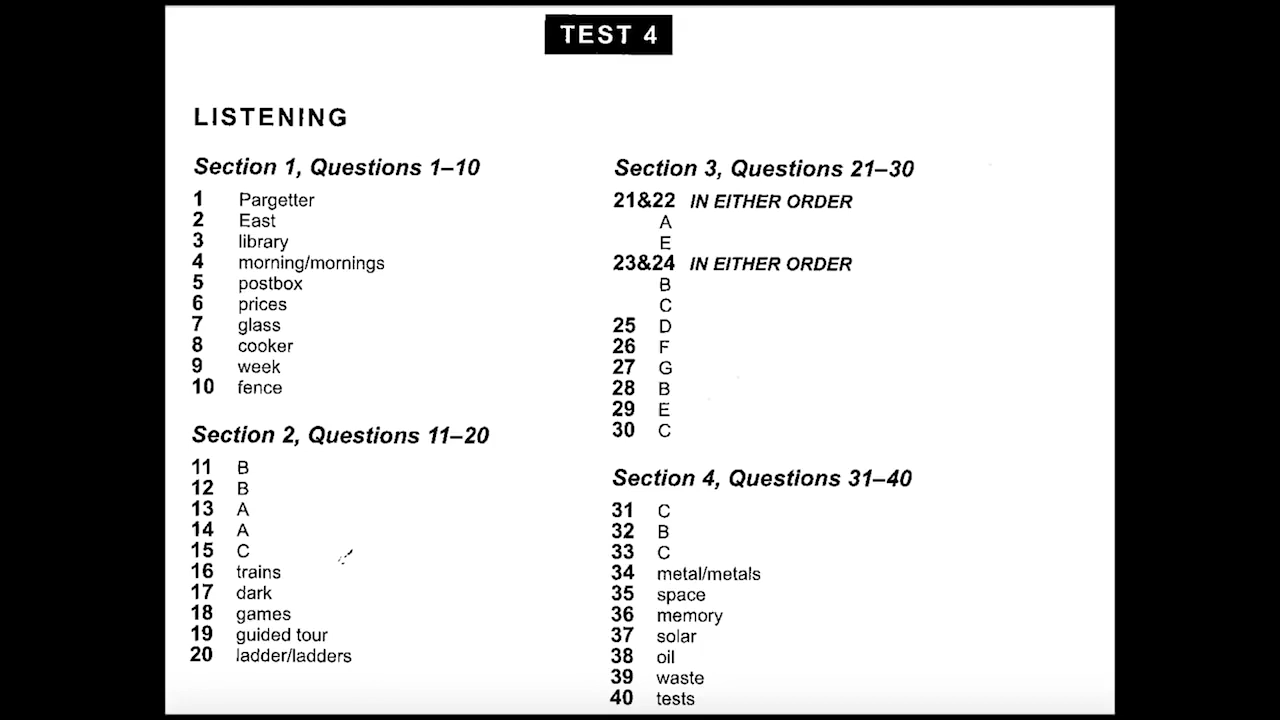 TEST 4
LISTENING
Section 1, Questions 1–10
1 Pargetter
2 East
3 library
4 morning/mornings
5 postbox
6 prices
7 glass
8 cooker
9 week
10 fence
Section 2, Questions 11–20
11 B
12 B
13 A
14 A
15 C
16 trains
17 dark
18 games
19 guided tour
20 ladder/ladders
Section 3, Questions 21–30
21&22 IN EITHER ORDER
A
E
23&24 IN EITHER ORDER
B
C
25 D
26 F
27 G
28 B
29 E
30 C
Section 4, Questions 31–40
31 C
32 B
33 C
34 metal/metals
35 space
36 memory
37 solar
38 oil
39 waste
40 tests